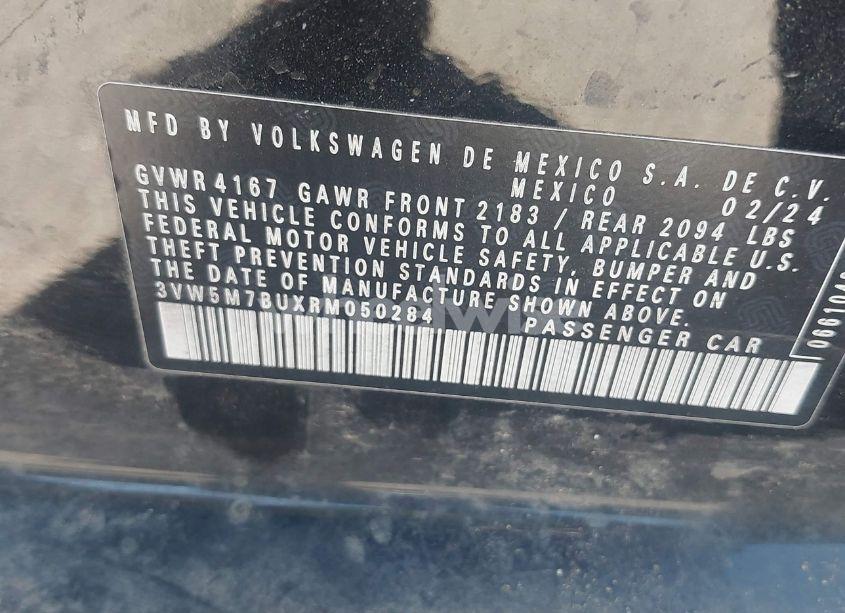 MFD BY VOLKSWAGEN DE MEXICO S.A. DE C.V.
MEXICO 02/24
GVWR 4167 GAWR FRONT 2183 / REAR 2094 LBS
THIS VEHICLE CONFORMS TO ALL APPLICABLE U.S.
FEDERAL MOTOR VEHICLE SAFETY, BUMPER AND
THEFT PREVENTION STANDARDS IN EFFECT ON
THE DATE OF MANUFACTURE SHOWN ABOVE.
3VW5M7BUXRM050284 PASSENGER CAR